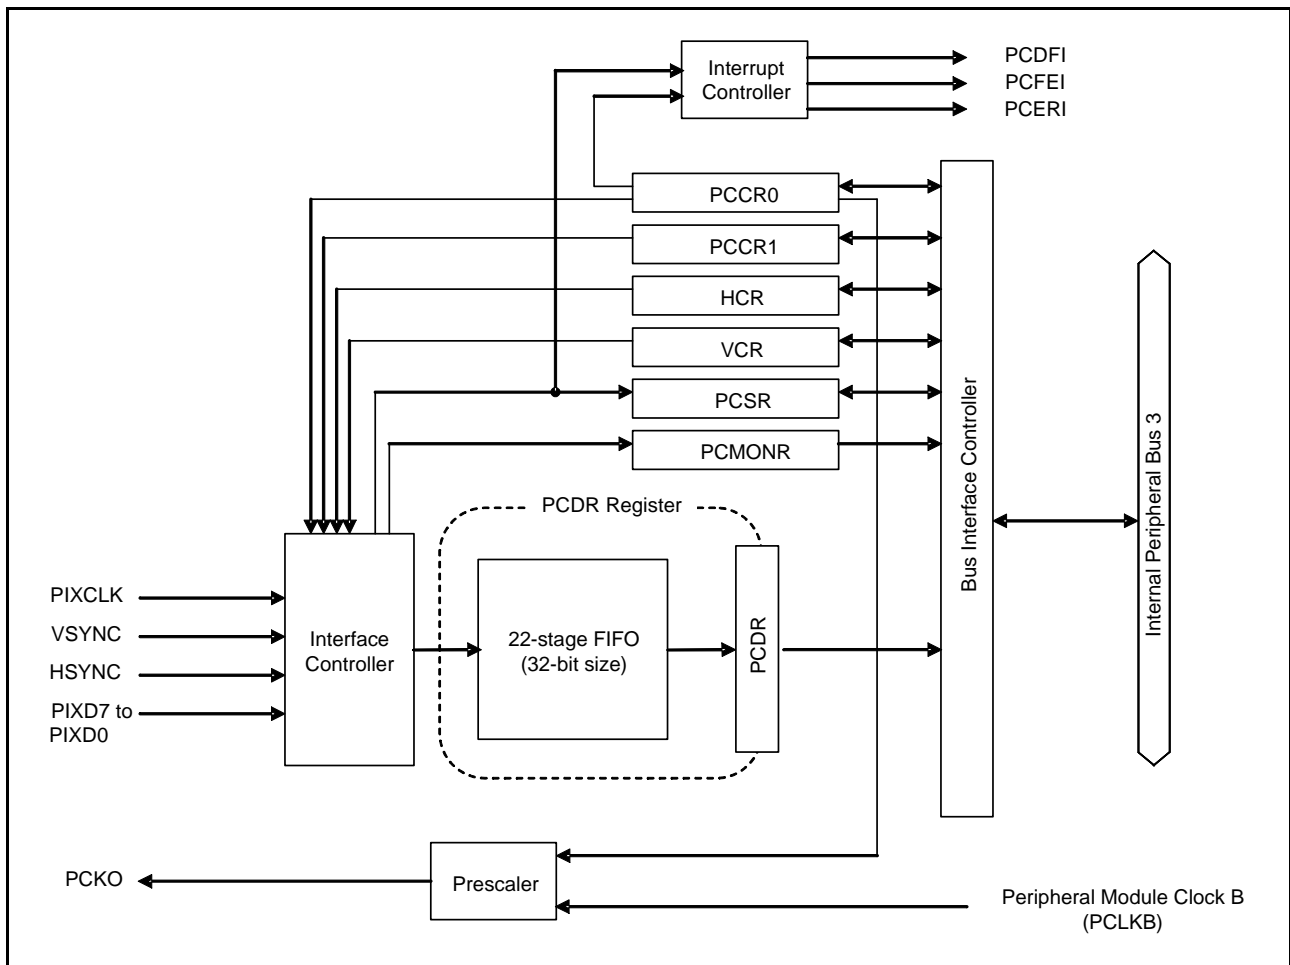 Interrupt
Controller
PCDFI
PCFEI
PCERI
PCCR0
PCCR1
HCR
VCR
PCSR
PCMONR
Bus Interface Controller
Internal Peripheral Bus 3
PCDR Register
PIXCLK
VSYNC
HSYNC
PIXD7 to
PIXD0
Interface
Controller
22-stage FIFO
(32-bit size)
PCDR
PCKO
Prescaler
Peripheral Module Clock B
(PCLKB)